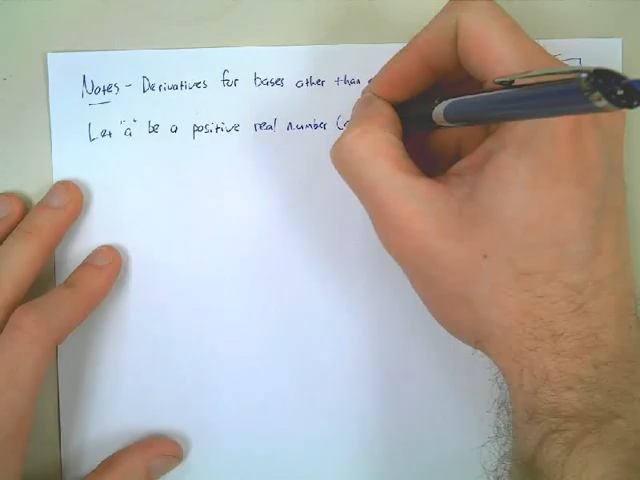 Notes - Derivatives for bases other than
Let "a" be a positive real number (